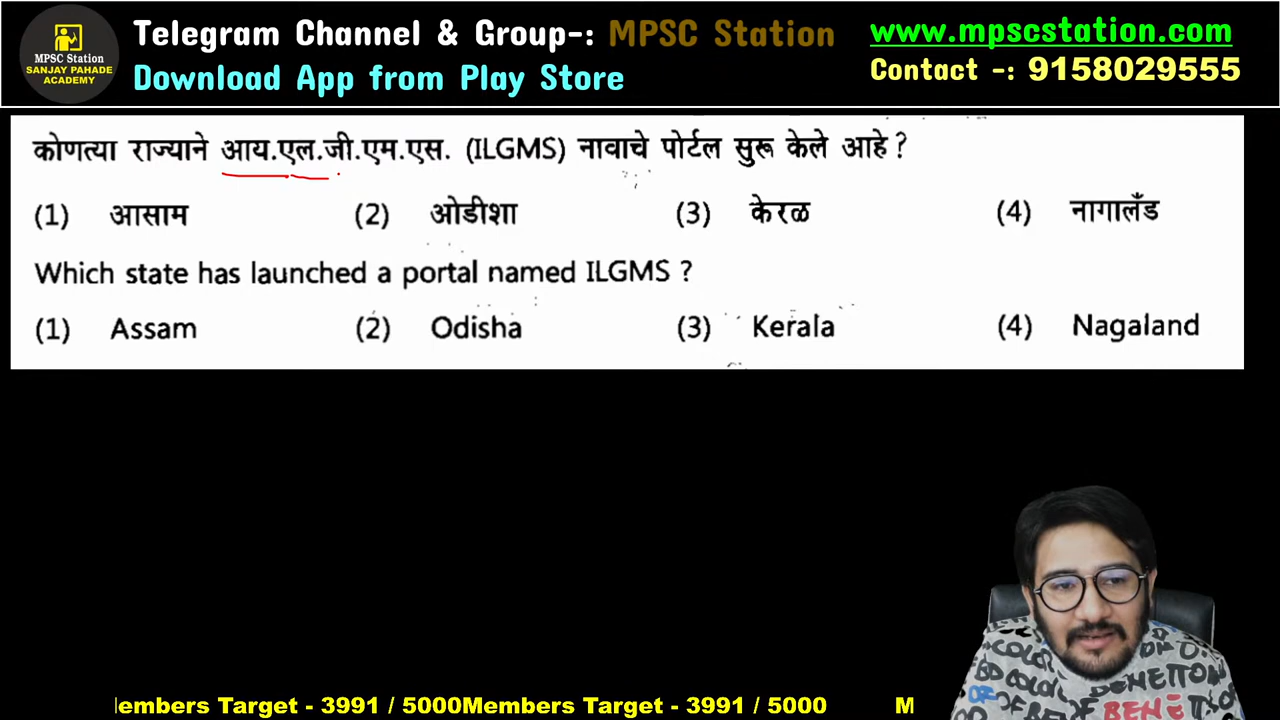 MPSC Station
SANJAY PAHADE
ACADEMY
Telegram Channel & Group-: MPSC Station
Download App from Play Store
www.mpscstation.com
Contact -: 9158029555
कोणत्या राज्याने आय.एल.जी.एम.एस. (ILGMS) नावाचे पोर्टल सुरू केले आहे ?
(1) आसाम (2) ओडीशा (3) केरळ (4) नागालँड
Which state has launched a portal named ILGMS ?
(1) Assam (2) Odisha (3) Kerala (4) Nagaland
embers Target - 3991 / 5000Members Target - 3991 / 5000 M